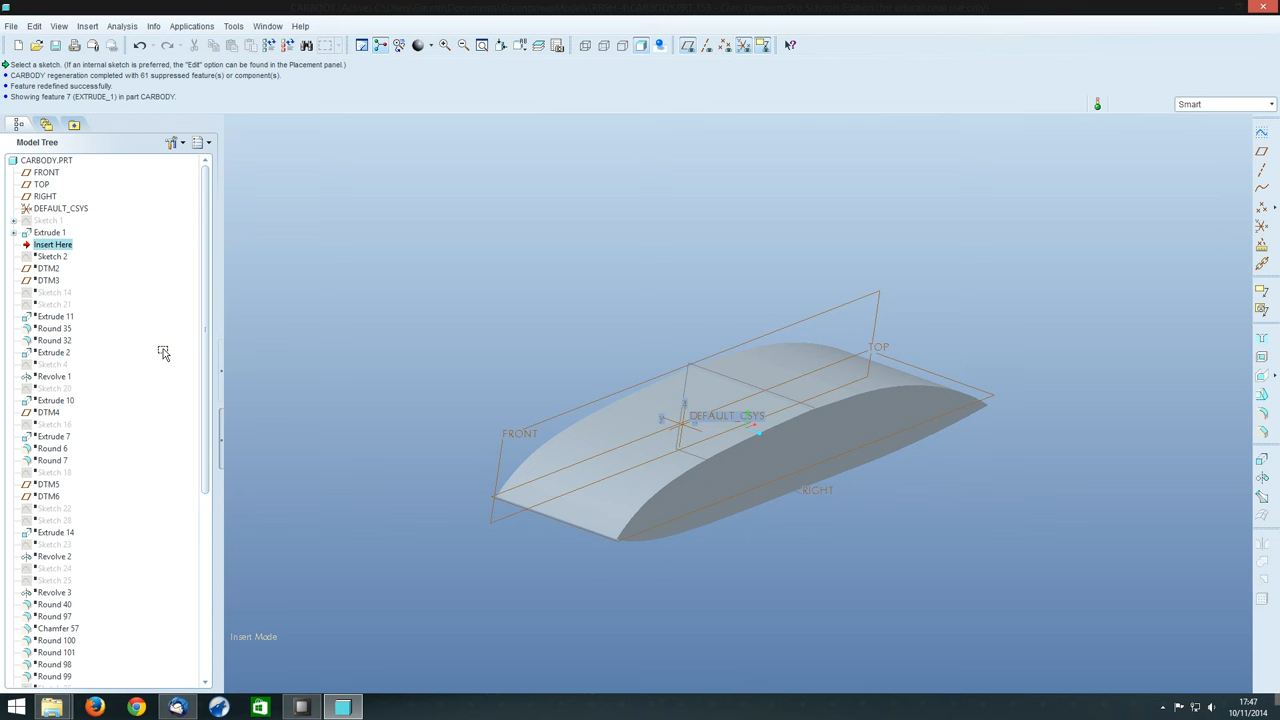 File Edit View Insert Analysis Info Applications Tools Window Help
Select a sketch. (If an internal sketch is preferred, the "Edit" option can be found in the Placement panel.)
CARBODY regeneration completed with 61 suppressed feature(s) or component(s).
Feature redefined successfully.
Showing feature 7 (EXTRUDE_1) in part CARBODY.
Smart
Model Tree
CARBODY.PRT
FRONT
TOP
RIGHT
DEFAULT_CSYS
Sketch 1
Extrude 1
Insert Here
Sketch 2
DTM2
DTM3
Sketch 14
Sketch 21
Extrude 11
Round 35
Round 32
Extrude 2
Sketch 4
Revolve 1
Sketch 20
Extrude 10
DTM4
Sketch 16
Extrude 7
Round 6
Round 7
Sketch 18
DTM5
DTM6
Sketch 22
Sketch 28
Extrude 14
Sketch 23
Revolve 2
Sketch 24
Sketch 25
Revolve 3
Round 40
Round 97
Chamfer 57
Round 100
Round 101
Round 98
Round 99
TOP
DEFAULT_CSYS
FRONT
RIGHT
Insert Mode
17:47
10/11/2014